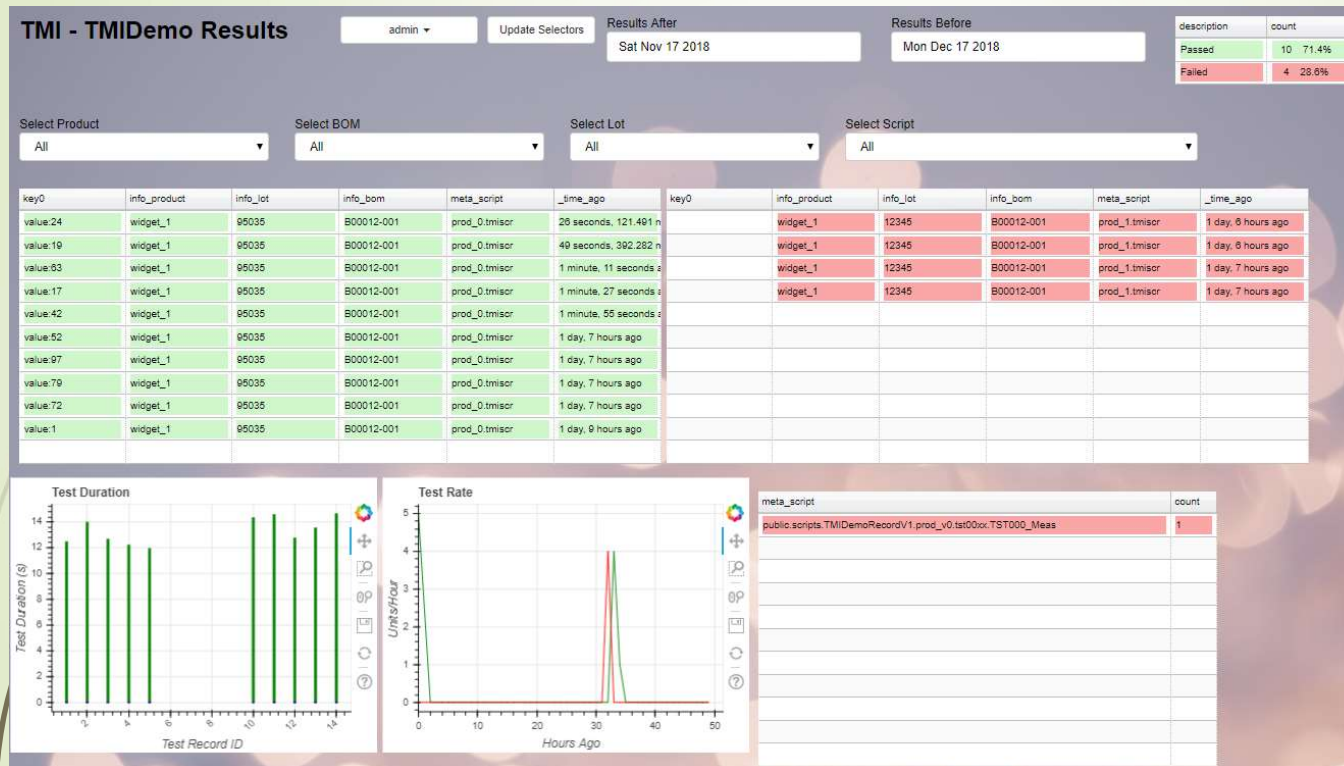 TMI - TMIDemo Results
admin
Update Selectors
Results After
Sat Nov 17 2018
Results Before
Mon Dec 17 2018
description count
Passed 10 71.4%
Failed 4 28.6%
Select Product
All
Select BOM
All
Select Lot
All
Select Script
All
key0 info_product info_lot info_bom meta_script _time_ago
value:24 widget_1 95035 B00012-001 prod_0.tmiscr 26 seconds, 121.491 m
value:19 widget_1 95035 B00012-001 prod_0.tmiscr 49 seconds, 392.282 m
value:63 widget_1 95035 B00012-001 prod_0.tmiscr 1 minute, 11 seconds a
value:17 widget_1 95035 B00012-001 prod_0.tmiscr 1 minute, 27 seconds a
value:42 widget_1 95035 B00012-001 prod_0.tmiscr 1 minute, 55 seconds a
value:52 widget_1 95035 B00012-001 prod_0.tmiscr 1 day, 7 hours ago
value:97 widget_1 95035 B00012-001 prod_0.tmiscr 1 day, 7 hours ago
value:79 widget_1 95035 B00012-001 prod_0.tmiscr 1 day, 7 hours ago
value:72 widget_1 95035 B00012-001 prod_0.tmiscr 1 day, 7 hours ago
value:1 widget_1 95035 B00012-001 prod_0.tmiscr 1 day, 9 hours ago
key0 info_product info_lot info_bom meta_script _time_ago
widget_1 12345 B00012-001 prod_1.tmiscr 1 day, 6 hours ago
widget_1 12345 B00012-001 prod_1.tmiscr 1 day, 6 hours ago
widget_1 12345 B00012-001 prod_1.tmiscr 1 day, 7 hours ago
widget_1 12345 B00012-001 prod_1.tmiscr 1 day, 7 hours ago
Test Duration
Test Duration (s)
14
12
10
8
6
4
2
0
2 4 6 8 10 12 14
Test Record ID
Test Rate
Units/Hour
5
4
3
2
1
0
0 10 20 30 40 50
Hours Ago
meta_script count
public.scripts.TMIDemoRecordV1.prod_v0.tst00xx.TST000_Meas 1